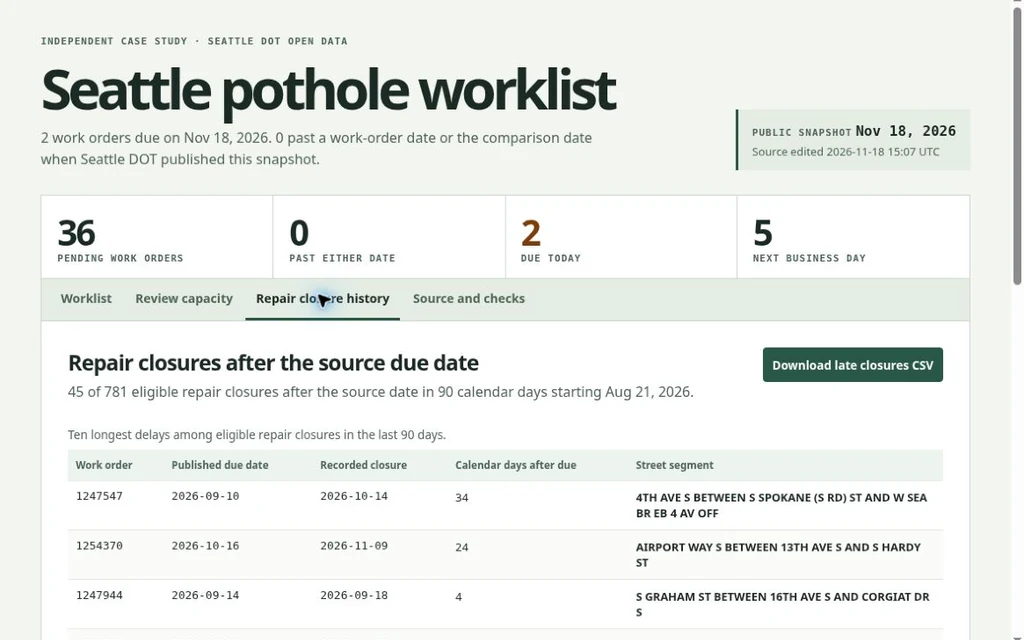 INDEPENDENT CASE STUDY · SEATTLE DOT OPEN DATA
Seattle pothole worklist
2 work orders due on Nov 18, 2026. 0 past a work-order date or the comparison date
when Seattle DOT published this snapshot.
PUBLIC SNAPSHOT Nov 18, 2026
Source edited 2026-11-18 15:07 UTC
36
PENDING WORK ORDERS
0
PAST EITHER DATE
2
DUE TODAY
5
NEXT BUSINESS DAY
Worklist Review capacity Repair closure history Source and checks
Repair closures after the source due date
Download late closures CSV
45 of 781 eligible repair closures after the source date in 90 calendar days starting Aug 21, 2026.
Ten longest delays among eligible repair closures in the last 90 days.
Work order Published due date Recorded closure Calendar days after due Street segment
1247547 2026-09-10 2026-10-14 34 4TH AVE S BETWEEN S SPOKANE (S RD) ST AND W SEA
BR EB 4 AV OFF
1254370 2026-10-16 2026-11-09 24 AIRPORT WAY S BETWEEN 13TH AVE S AND S HARDY
ST
1247944 2026-09-14 2026-09-18 4 S GRAHAM ST BETWEEN 16TH AVE S AND CORGIAT DR
S